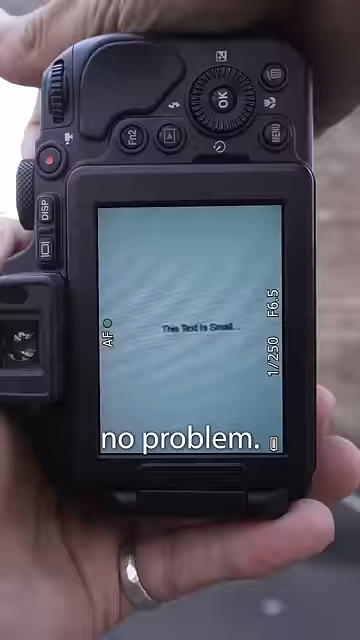 OK
Fn2
MENU
DISP
This Text Is Small...
AF
1/250 F6.5
no problem.